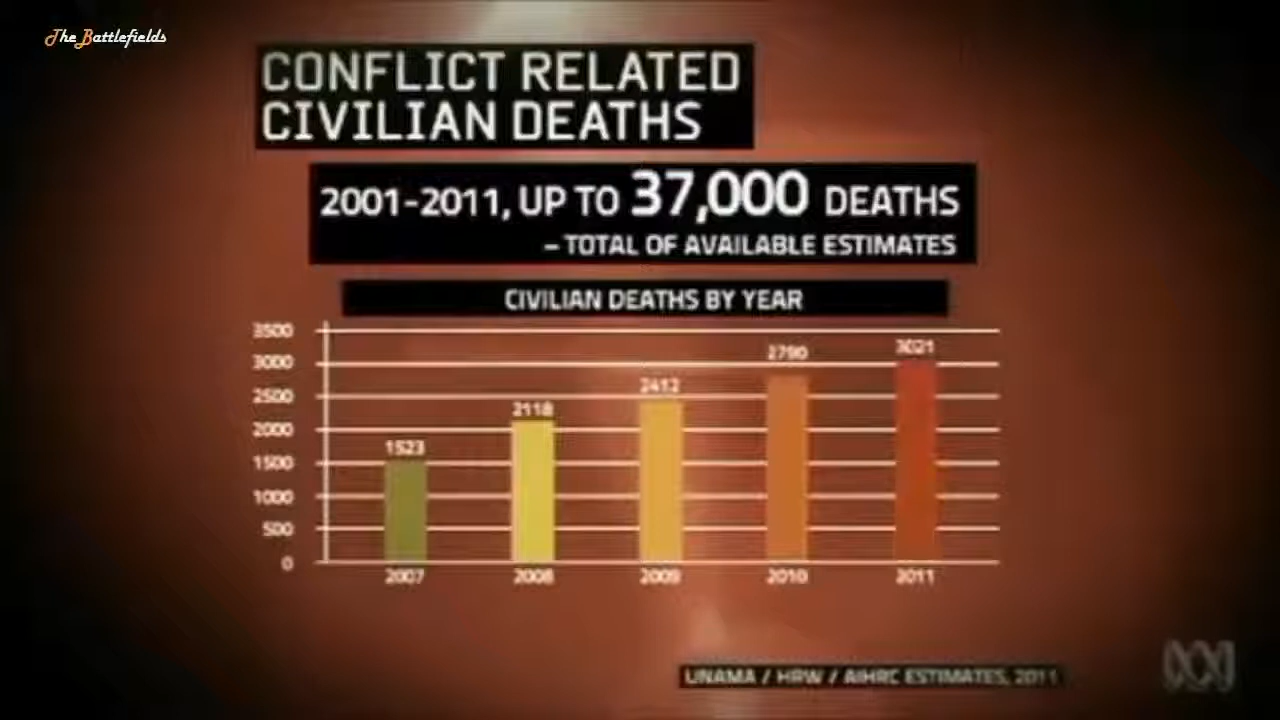 The Battlefields
CONFLICT RELATED
CIVILIAN DEATHS
2001-2011, UP TO 37,000 DEATHS
– TOTAL OF AVAILABLE ESTIMATES
CIVILIAN DEATHS BY YEAR
3500
3000
2500
2000
1500
1000
500
0
1523
2118
2412
2790
3021
2007
2008
2009
2010
2011
UNAMA / HRW / AIHRC ESTIMATES, 2011